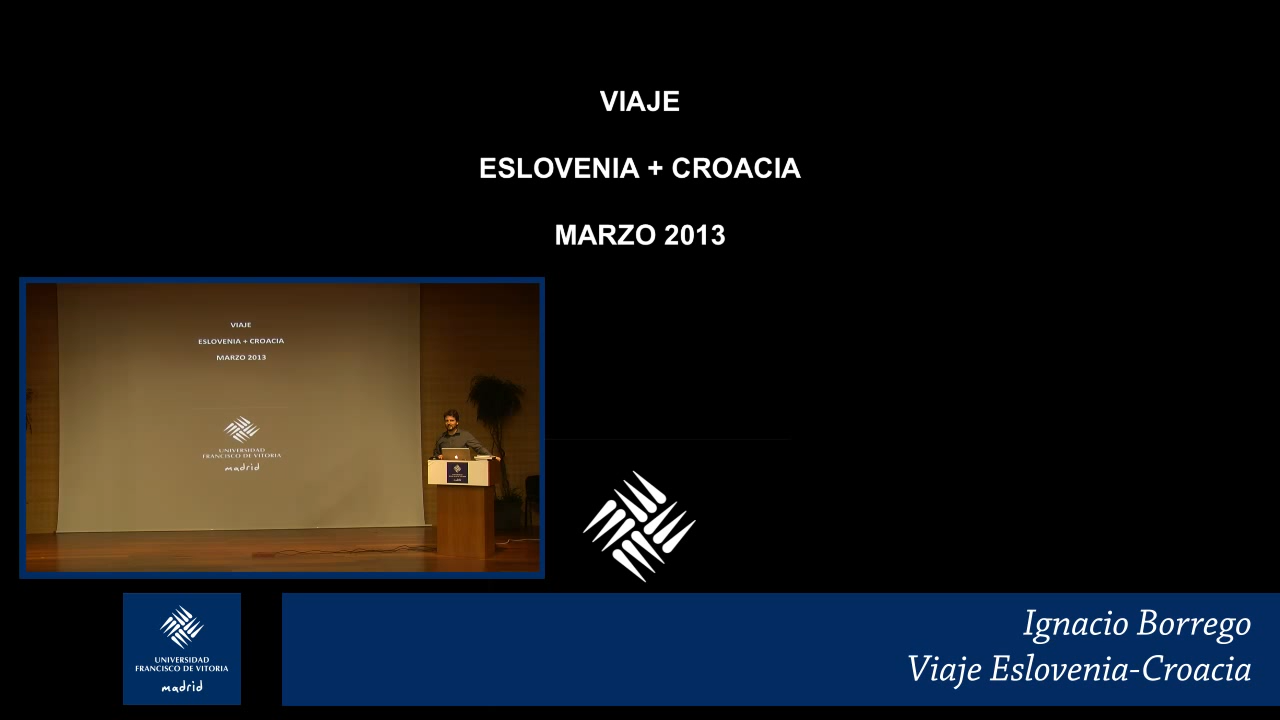 VIAJE
ESLOVENIA + CROACIA
MARZO 2013
VIAJE
ESLOVENIA + CROACIA
MARZO 2013
UNIVERSIDAD
FRANCISCO DE VITORIA
madrid
UNIVERSIDAD
FRANCISCO DE VITORIA
madrid
Ignacio Borrego
Viaje Eslovenia-Croacia